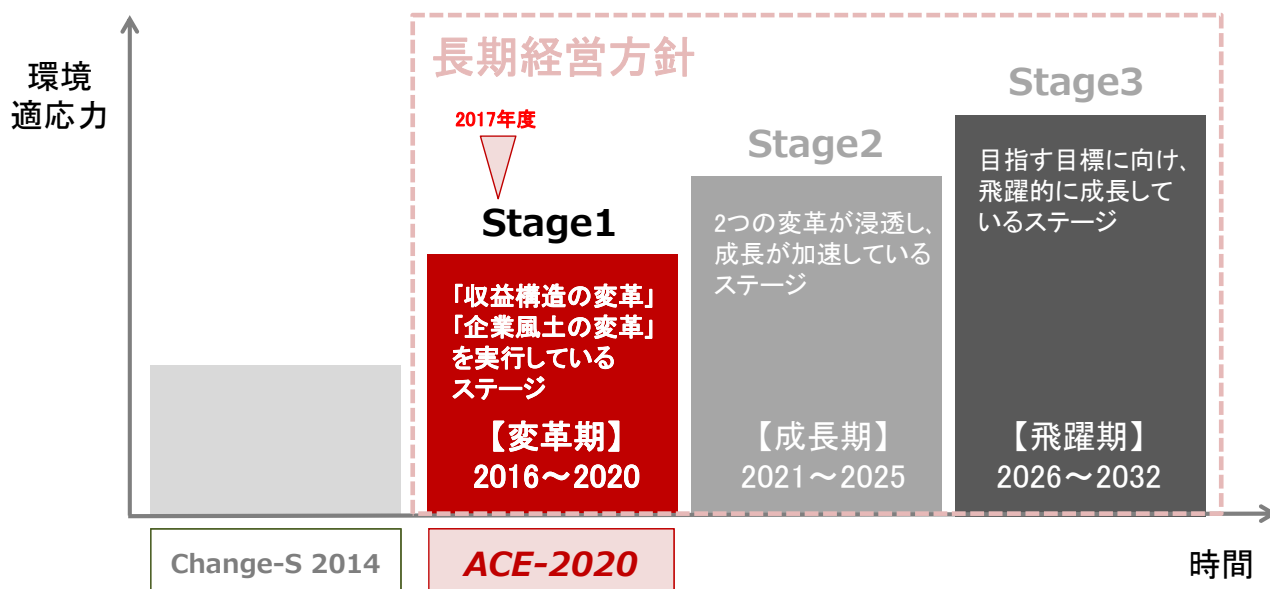 環境
適応力
長期経営方針
2017年度
Stage1
「収益構造の変革」
「企業風土の変革」
を実行している
ステージ
【変革期】
2016～2020
Stage2
2つの変革が浸透し、
成長が加速している
ステージ
【成長期】
2021～2025
Stage3
目指す目標に向け、
飛躍的に成長して
いるステージ
【飛躍期】
2026～2032
Change-S 2014
ACE-2020
時間